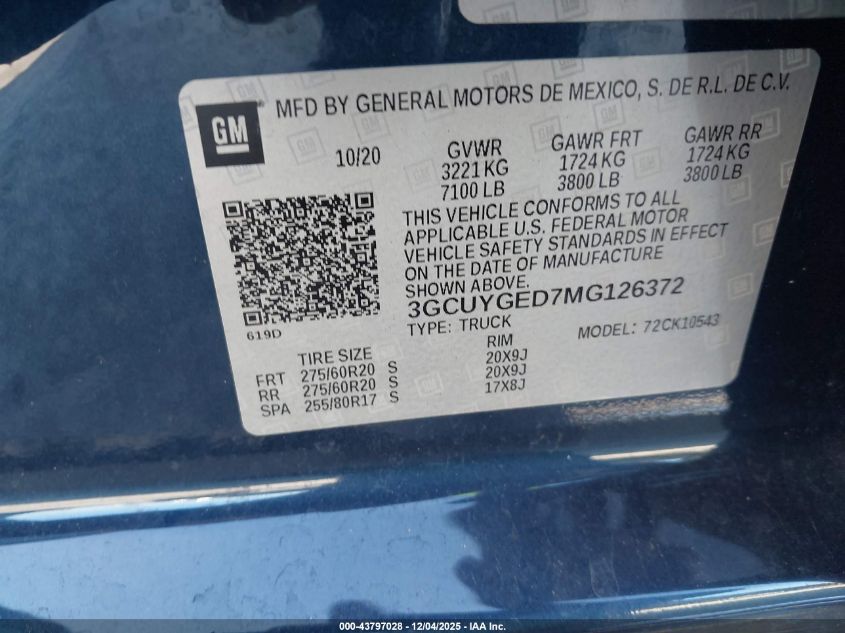 GM
MFD BY GENERAL MOTORS DE MEXICO, S. DE R.L. DE C.V.
10/20
GVWR
3221 KG
7100 LB
GAWR FRT
1724 KG
3800 LB
GAWR RR
1724 KG
3800 LB
THIS VEHICLE CONFORMS TO ALL
APPLICABLE U.S. FEDERAL MOTOR
VEHICLE SAFETY STANDARDS IN EFFECT
ON THE DATE OF MANUFACTURE
SHOWN ABOVE.
3GCUYGED7MG126372
TYPE: TRUCK
MODEL: 72CK10543
619D
TIRE SIZE RIM
FRT 275/60R20 S 20X9J
RR 275/60R20 S 20X9J
SPA 255/80R17 S 17X8J
000-43797028 - 12/04/2025 - IAA Inc.